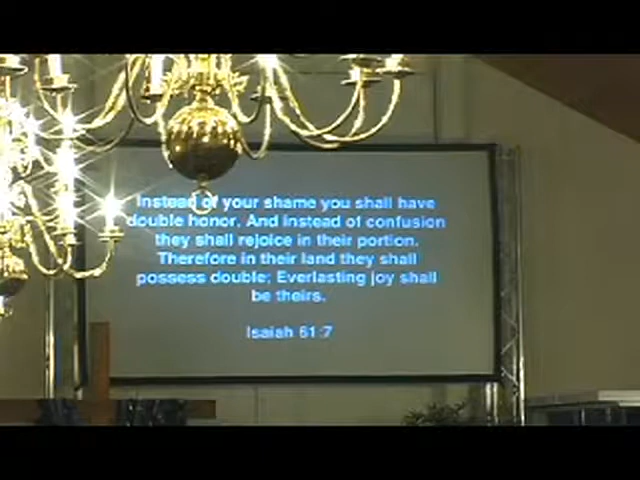 Instead of your shame you shall have
double honor, And instead of confusion
they shall rejoice in their portion.
Therefore in their land they shall
possess double; Everlasting joy shall
be theirs.
Isaiah 61:7